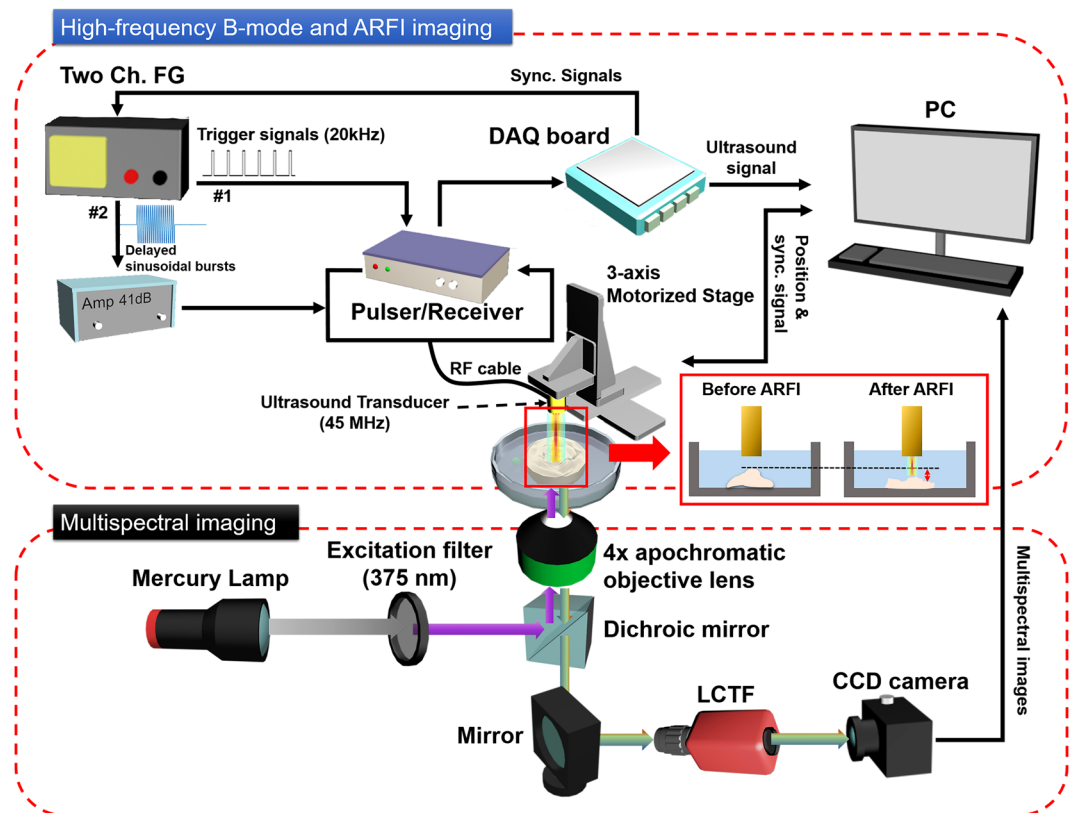 High-frequency B-mode and ARFI imaging
Two Ch. FG
Sync. Signals
PC
Trigger signals (20kHz)
DAQ board
Ultrasound
signal
#1
#2
Delayed
sinusoidal bursts
Position &
sync. signal
3-axis
Motorized Stage
Amp 41dB
Pulser/Receiver
RF cable
Ultrasound Transducer
(45 MHz)
Before ARFI
After ARFI
Multispectral imaging
Excitation filter
(375 nm)
4x apochromatic
objective lens
Mercury Lamp
Multispectral images
Dichroic mirror
LCTF
CCD camera
Mirror